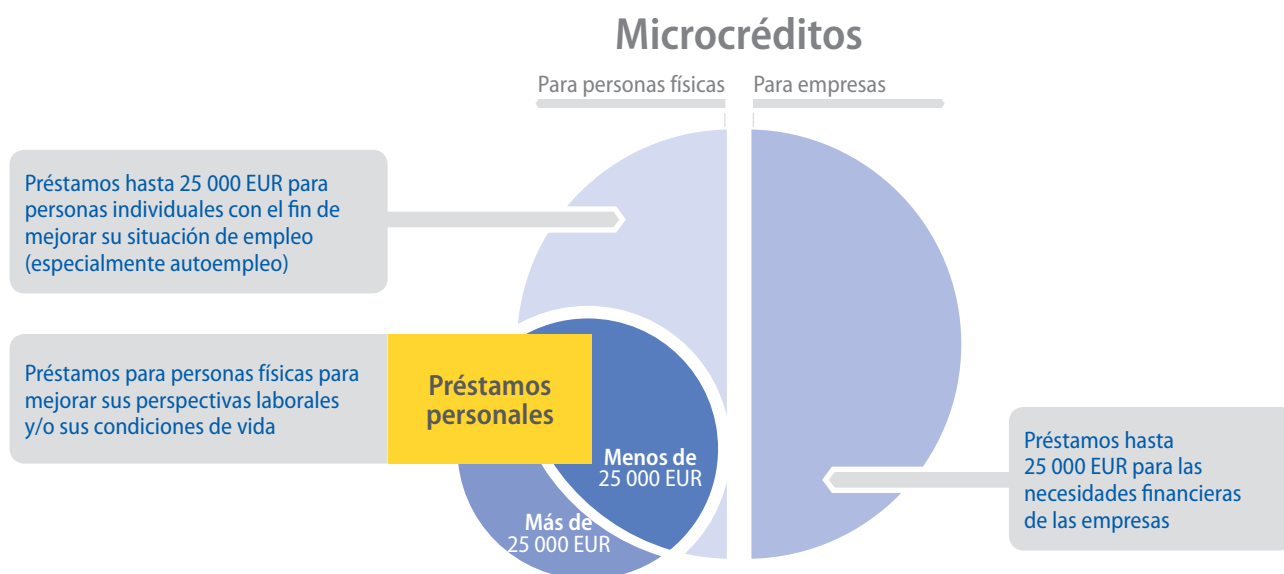 Microcréditos
Para personas físicas
Para empresas
Préstamos hasta 25 000 EUR para
personas individuales con el fin de
mejorar su situación de empleo
(especialmente autoempleo)
Préstamos para personas físicas para
mejorar sus perspectivas laborales
y/o sus condiciones de vida
Préstamos
personales
Menos de
25 000 EUR
Más de
25 000 EUR
Préstamos hasta
25 000 EUR para las
necesidades financieras
de las empresas